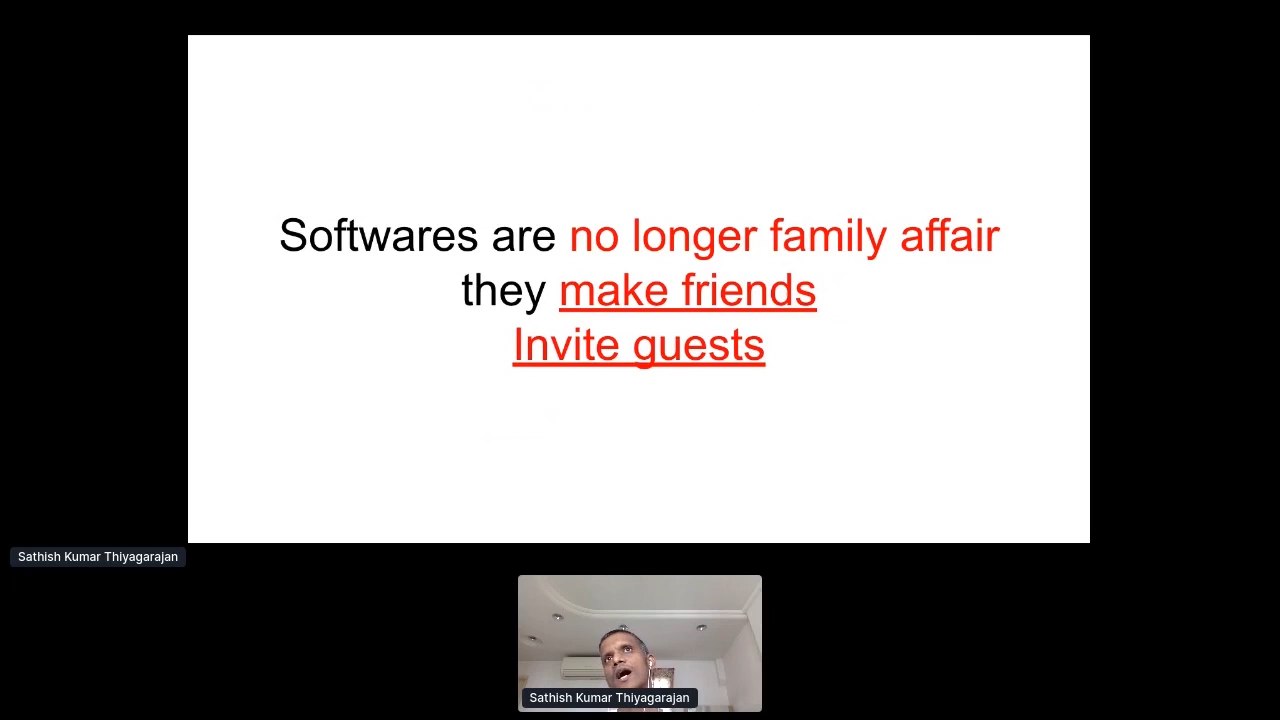 Softwares are no longer family affair
they make friends
Invite guests
Sathish Kumar Thiyagarajan
Sathish Kumar Thiyagarajan